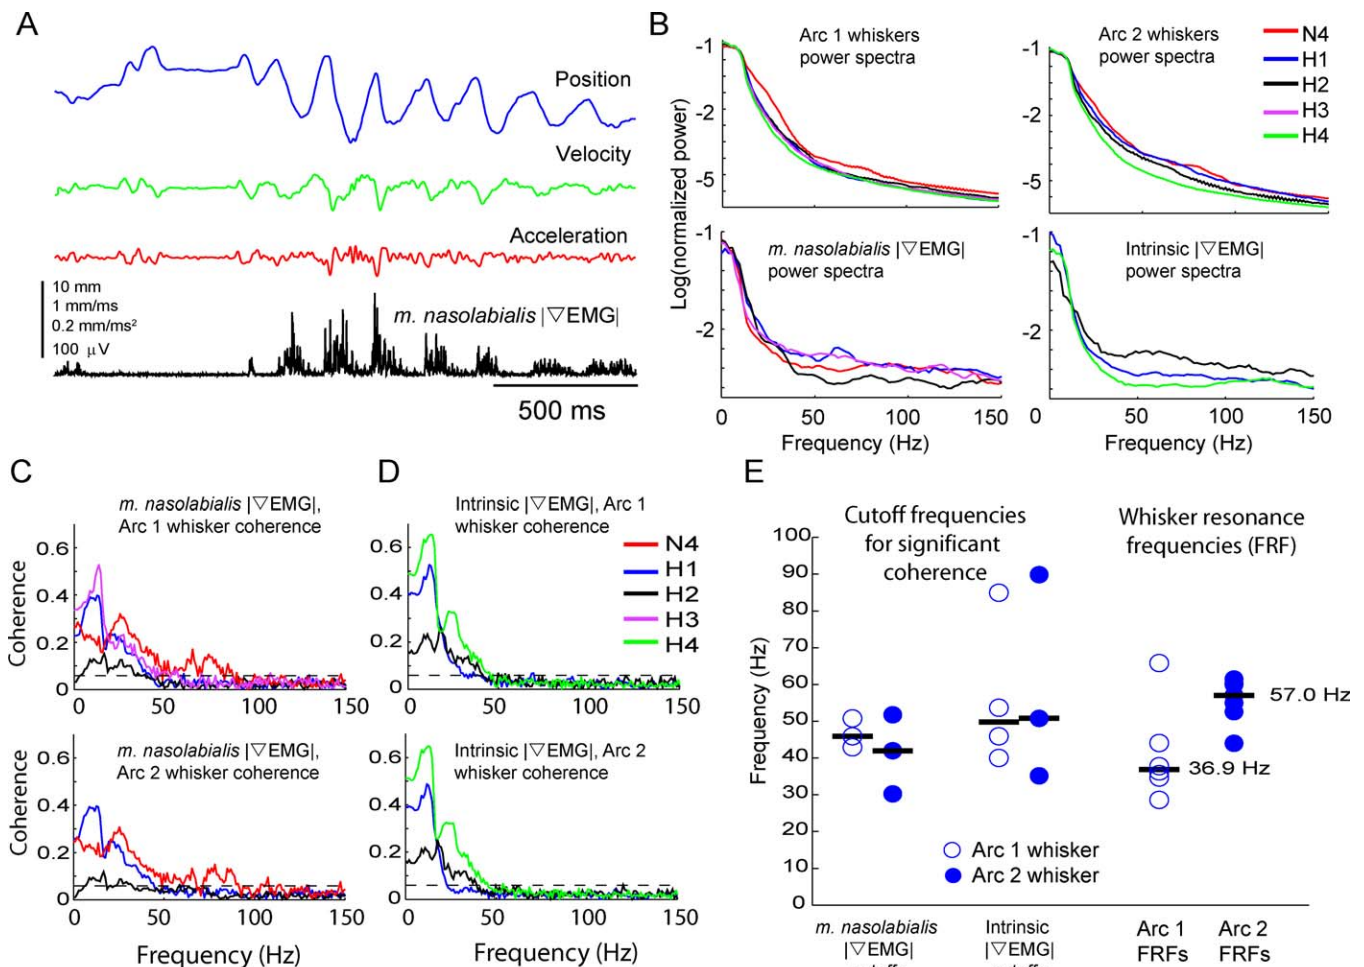 A
Position
Velocity
Acceleration
10 mm
1 mm/ms
0.2 mm/ms²
100 μV
m. nasolabialis |▽EMG|
500 ms
B
Arc 1 whiskers
power spectra
Arc 2 whiskers
power spectra
N4
H1
H2
H3
H4
Log(normalized power)
-1
-2
-5
-1
-2
-5
m. nasolabialis |▽EMG|
power spectra
Intrinsic |▽EMG|
power spectra
-1
-2
-1
-2
0 50 100 150
0 50 100 150
Frequency (Hz)
Frequency (Hz)
C
m. nasolabialis |▽EMG|,
Arc 1 whisker coherence
Coherence
0.6
0.4
0.2
0
0 50 100 150
m. nasolabialis |▽EMG|,
Arc 2 whisker coherence
Coherence
0.6
0.4
0.2
0
0 50 100 150
Frequency (Hz)
D
Intrinsic |▽EMG|, Arc 1
whisker coherence
N4
H1
H2
H3
H4
0.6
0.4
0.2
0
0 50 100 150
Intrinsic |▽EMG|, Arc 2
whisker coherence
0.6
0.4
0.2
0
0 50 100 150
Frequency (Hz)
E
Cutoff frequencies
for significant
coherence
Whisker resonance
frequencies (FRF)
Frequency (Hz)
100
90
80
70
60
50
40
30
20
10
0
57.0 Hz
36.9 Hz
Arc 1 whisker
Arc 2 whisker
m. nasolabialis
|▽EMG|
Intrinsic
|▽EMG|
Arc 1
FRFs
Arc 2
FRFs